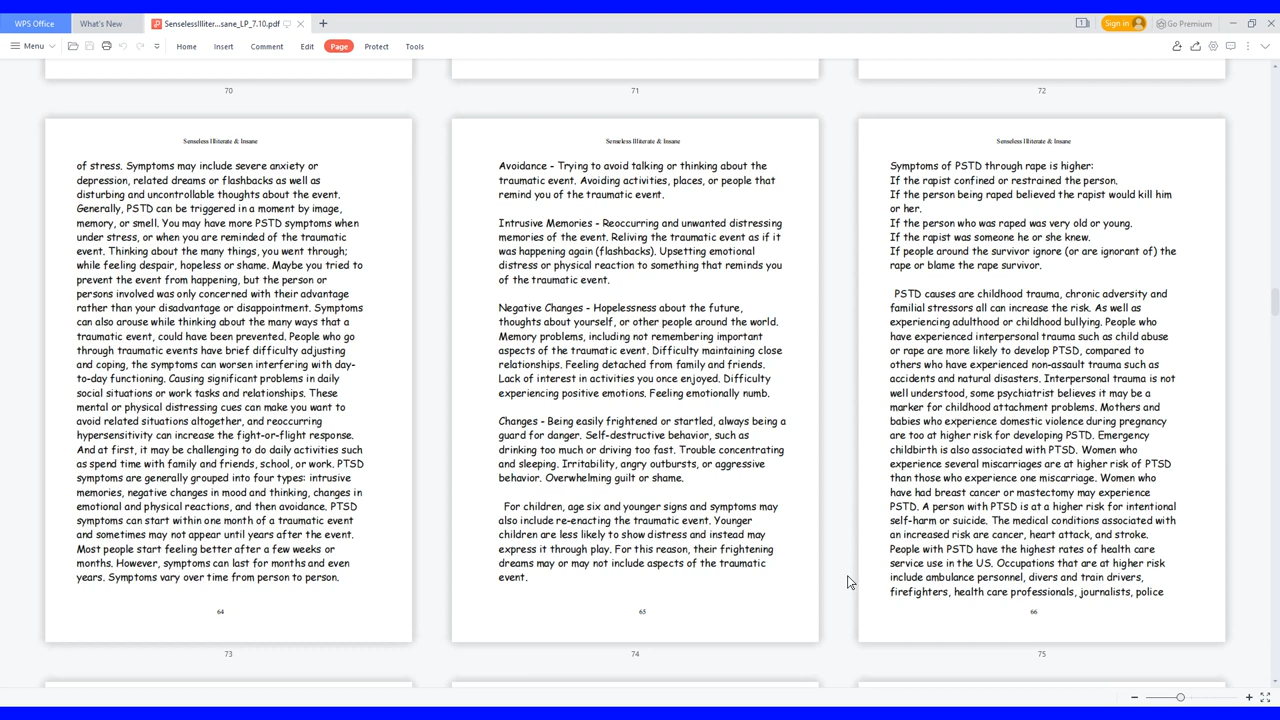 WPS Office
What's New
SenselessIlliter...sane_LP_7.10.pdf
Sign in
Go Premium
Menu
Home
Insert
Comment
Edit
Page
Protect
Tools
70
71
72
Senseless Illiterate & Insane
of stress. Symptoms may include severe anxiety or
depression, related dreams or flashbacks as well as
disturbing and uncontrollable thoughts about the event.
Generally, PSTD can be triggered in a moment by image,
memory, or smell. You may have more PSTD symptoms when
under stress, or when you are reminded of the traumatic
event. Thinking about the many things, you went through;
while feeling despair, hopeless or shame. Maybe you tried to
prevent the event from happening, but the person or
persons involved was only concerned with their advantage
rather than your disadvantage or disappointment. Symptoms
can also arouse while thinking about the many ways that a
traumatic event, could have been prevented. People who go
through traumatic events have brief difficulty adjusting
and coping, the symptoms can worsen interfering with day-
to-day functioning. Causing significant problems in daily
social situations or work tasks and relationships. These
mental or physical distressing cues can make you want to
avoid related situations altogether, and reoccurring
hypersensitivity can increase the fight-or-flight response.
And at first, it may be challenging to do daily activities such
as spend time with family and friends, school, or work. PTSD
symptoms are generally grouped into four types: intrusive
memories, negative changes in mood and thinking, changes in
emotional and physical reactions, and then avoidance. PTSD
symptoms can start within one month of a traumatic event
and sometimes may not appear until years after the event.
Most people start feeling better after a few weeks or
months. However, symptoms can last for months and even
years. Symptoms vary over time from person to person.
64
73
Senseless Illiterate & Insane
Avoidance - Trying to avoid talking or thinking about the
traumatic event. Avoiding activities, places, or people that
remind you of the traumatic event.
Intrusive Memories - Reoccurring and unwanted distressing
memories of the event. Reliving the traumatic event as if it
was happening again (flashbacks). Upsetting emotional
distress or physical reaction to something that reminds you
of the traumatic event.
Negative Changes - Hopelessness about the future,
thoughts about yourself, or other people around the world.
Memory problems, including not remembering important
aspects of the traumatic event. Difficulty maintaining close
relationships. Feeling detached from family and friends.
Lack of interest in activities you once enjoyed. Difficulty
experiencing positive emotions. Feeling emotionally numb.
Changes - Being easily frightened or startled, always being a
guard for danger. Self-destructive behavior, such as
drinking too much or driving too fast. Trouble concentrating
and sleeping. Irritability, angry outbursts, or aggressive
behavior. Overwhelming guilt or shame.
For children, age six and younger signs and symptoms may
also include re-enacting the traumatic event. Younger
children are less likely to show distress and instead may
express it through play. For this reason, their frightening
dreams may or may not include aspects of the traumatic
event.
65
74
Senseless Illiterate & Insane
Symptoms of PSTD through rape is higher:
If the rapist confined or restrained the person.
If the person being raped believed the rapist would kill him
or her.
If the person who was raped was very old or young.
If the rapist was someone he or she knew.
If people around the survivor ignore (or are ignorant of) the
rape or blame the rape survivor.
PSTD causes are childhood trauma, chronic adversity and
familial stressors all can increase the risk. As well as
experiencing adulthood or childhood bullying. People who
have experienced interpersonal trauma such as child abuse
or rape are more likely to develop PTSD, compared to
others who have experienced non-assault trauma such as
accidents and natural disasters. Interpersonal trauma is not
well understood, some psychiatrist believes it may be a
marker for childhood attachment problems. Mothers and
babies who experience domestic violence during pregnancy
are too at higher risk for developing PSTD. Emergency
childbirth is also associated with PTSD. Women who
experience several miscarriages are at higher risk of PTSD
than those who experience one miscarriage. Women who
have had breast cancer or mastectomy may experience
PSTD. A person with PTSD is at a higher risk for intentional
self-harm or suicide. The medical conditions associated with
an increased risk are cancer, heart attack, and stroke.
People with PSTD have the highest rates of health care
service use in the US. Occupations that are at higher risk
include ambulance personnel, divers and train drivers,
firefighters, health care professionals, journalists, police
66
75